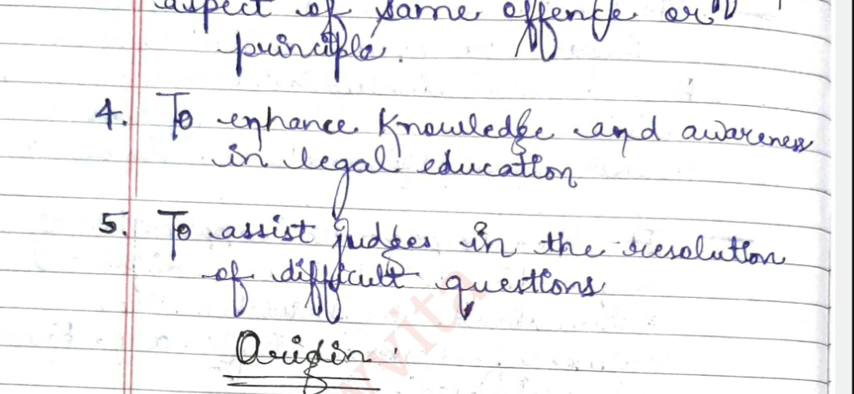 aspect of same offence or
principle.
4. To enhance knowledge and awareness
in legal education
5. To assist judges in the resolution
of difficult questions
Origin.